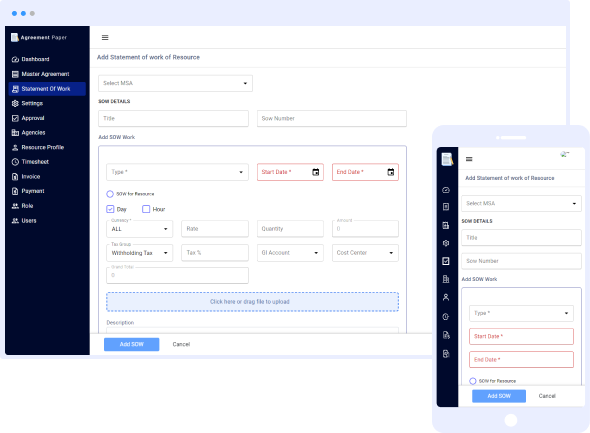 Agreement Paper
Dashboard
Master Agreement
Statement Of Work
Settings
Approval
Agencies
Resource Profile
Timesheet
Invoice
Payment
Role
Users
Add Statement of work of Resource
Select MSA
SOW DETAILS
Title
Sow Number
Add SOW Work
Type *
Start Date *
End Date *
SOW for Resource
Day
Hour
Currency *
ALL
Rate
Quantity
Amount
0
Tax Group
Withholding Tax
Tax %
Gl Account
Cost Center
Grand Total
0
Click here or drag file to upload
Description
Add SOW
Cancel
Add Statement of work of Resource
Select MSA
SOW DETAILS
Title
Sow Number
Add SOW Work
Type *
Start Date *
End Date *
SOW for Resource
Add SOW
Cancel